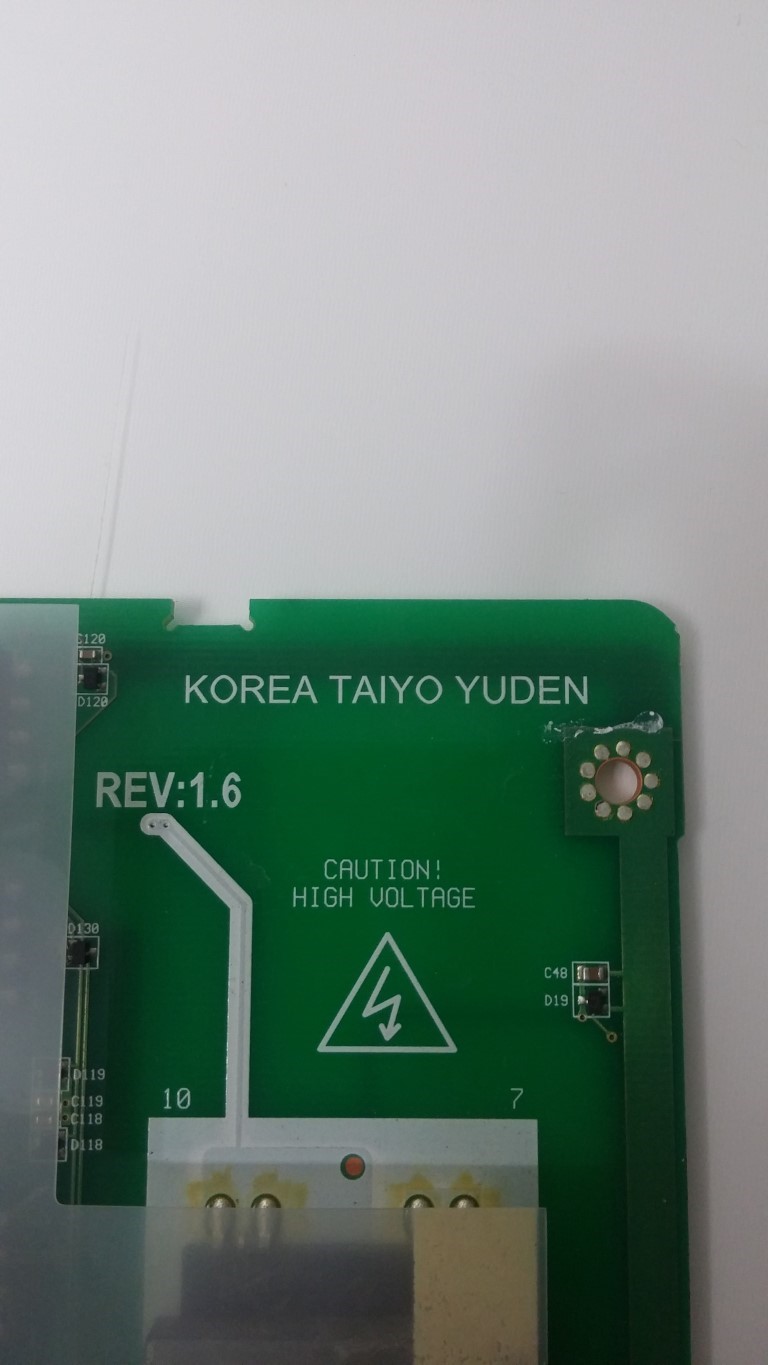 C120
D120
KOREA TAIYO YUDEN
REV:1.6
CAUTION!
HIGH VOLTAGE
D130
C48
D19
D119
C119
C118
D118
10
7